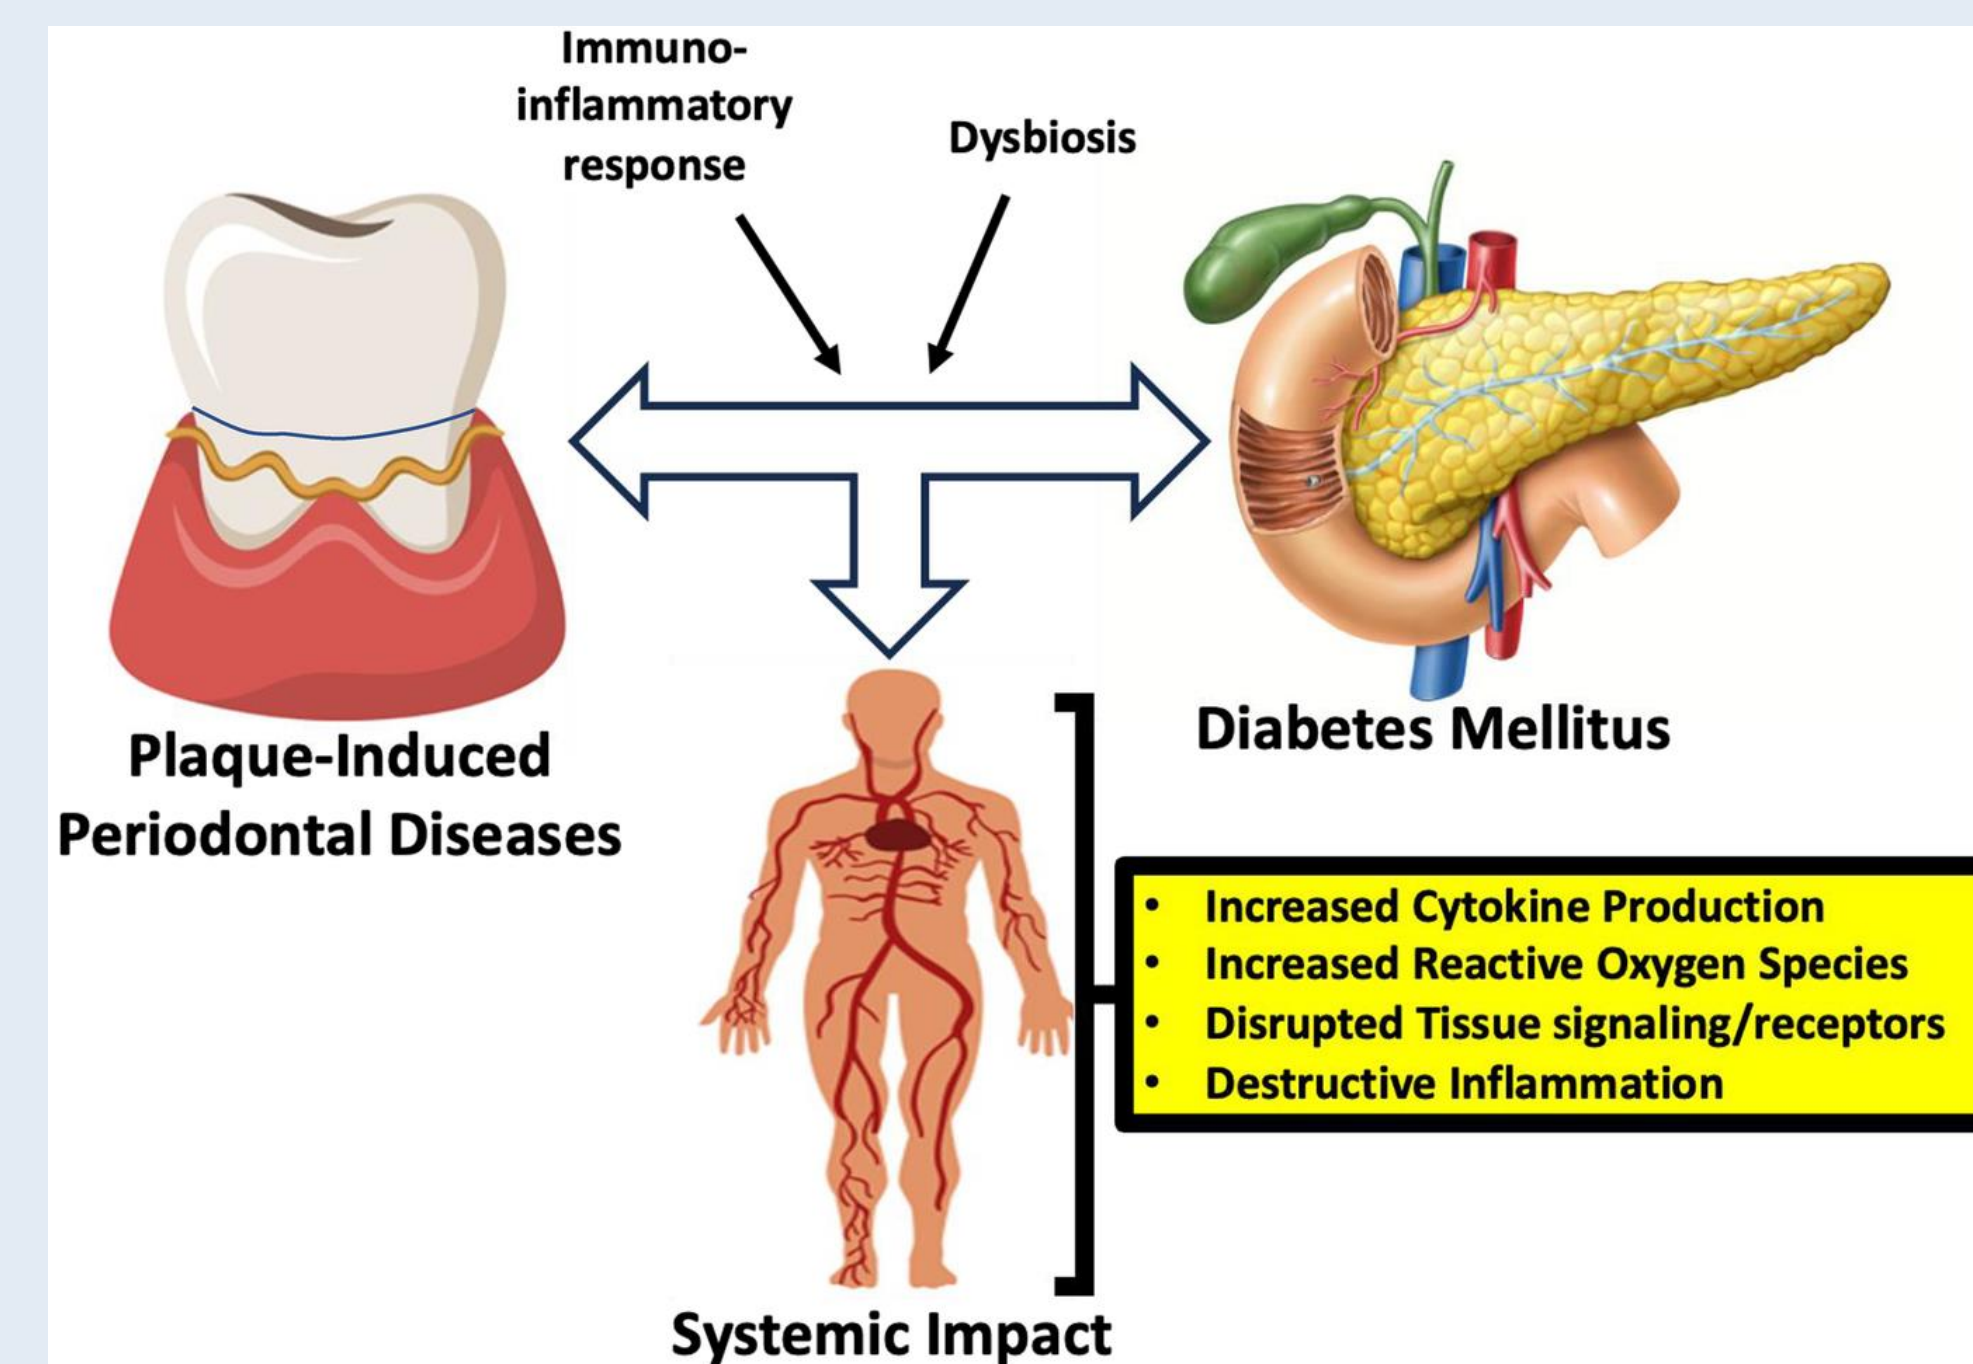 Immuno-
inflammatory
response
Dysbiosis
Plaque-Induced
Periodontal Diseases
Diabetes Mellitus
• Increased Cytokine Production
• Increased Reactive Oxygen Species
• Disrupted Tissue signaling/receptors
• Destructive Inflammation
Systemic Impact